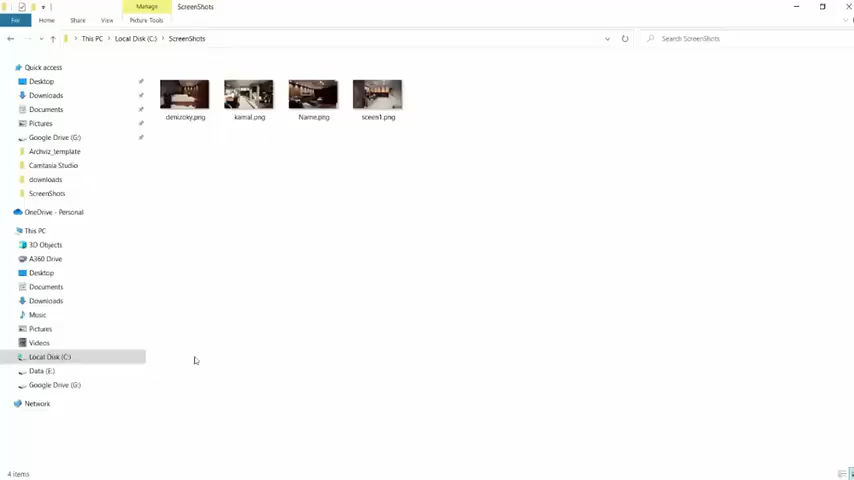 Manage
ScreenShots
File
Home
Share
View
Picture Tools
This PC
Local Disk (C:)
ScreenShots
Search ScreenShots
Quick access
Desktop
Downloads
Documents
Pictures
Google Drive (G:)
Archviz_template
Camtasia Studio
downloads
ScreenShots
OneDrive - Personal
This PC
3D Objects
A360 Drive
Desktop
Documents
Downloads
Music
Pictures
Videos
Local Disk (C:)
Data (E:)
Google Drive (G:)
Network
denizoky.png
kamal.png
Name.png
sceen1.png
4 items